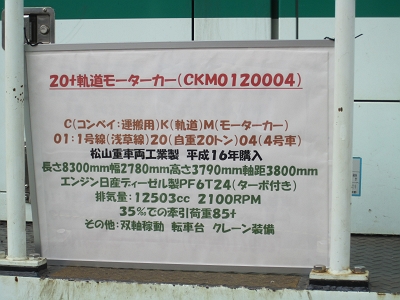 20t軌道モーターカー(CKM0120004)
C(コンベイ:運搬用)K(軌道)M(モーターカー)
01:1号線(浅草線)20(自重20トン)04(4号車)
松山重車両工業製 平成16年購入
長さ8300mm幅2780mm高さ3790mm軸距3800mm
エンジン日産ディーゼル製PF6T24(ターボ付き)
排気量:12503cc 2100RPM
35‰での牽引荷重85t
その他:双軸稼動 転車台 クレーン装備